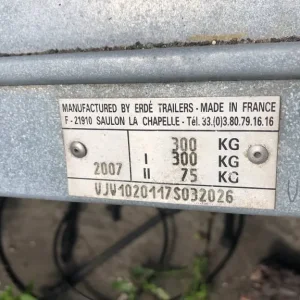 MANUFACTURED BY ERDÉ TRAILERS - MADE IN FRANCE
F - 21910 SAULON LA CHAPELLE - Tél. 33.(0)3.80.79.16.16
300 KG
2007 I 300 KG
II 75 KG
VJV1020117S032026